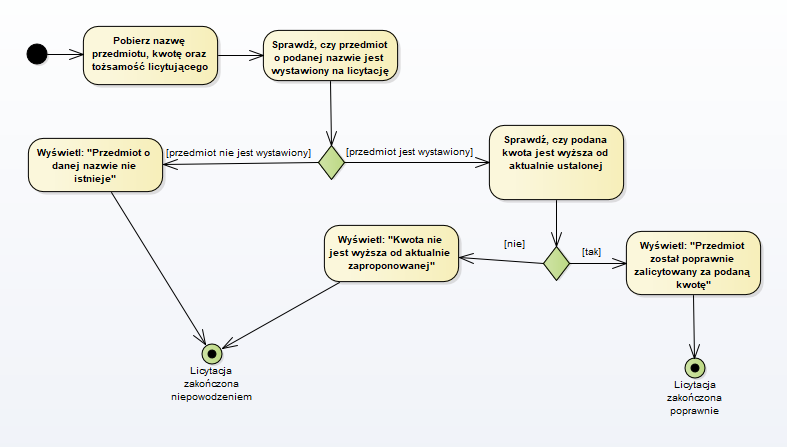 Pobierz nazwę
przedmiotu, kwotę oraz
tożsamość licytującego
Sprawdź, czy przedmiot
o podanej nazwie jest
wystawiony na licytację
[przedmiot nie jest wystawiony]
[przedmiot jest wystawiony]
Wyświetl: "Przedmiot o
danej nazwie nie
istnieje"
Sprawdź, czy podana
kwota jest wyższa od
aktualnie ustalonej
Wyświetl: "Kwota nie
jest wyższa od aktualnie
zaproponowanej"
[nie]
[tak]
Wyświetl: "Przedmiot
został poprawnie
zalicytowany za podaną
kwotę"
Licytacja
zakończona
niepowodzeniem
Licytacja
zakończona
poprawnie